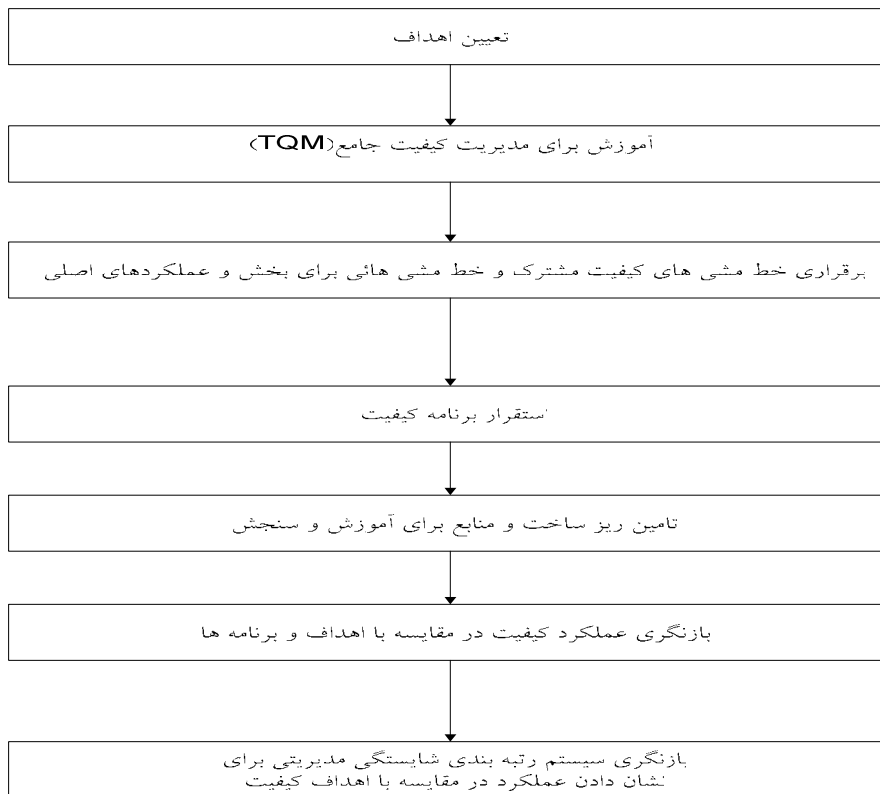 تعیین اهداف
آموزش برای مدیریت کیفیت جامع(TQM)
برقراری خط مشی های کیفیت مشترک و خط مشی هائی برای بخش و عملکردهای اصلی
استقرار برنامه کیفیت
تامین ریز ساخت و منابع برای آموزش و سنجش
بازنگری عملکرد کیفیت در مقایسه با اهداف و برنامه ها
بازنگری سیستم رتبه بندی شایستگی مدیریتی برای
نشان دادن عملکرد در مقایسه با اهداف کیفیت